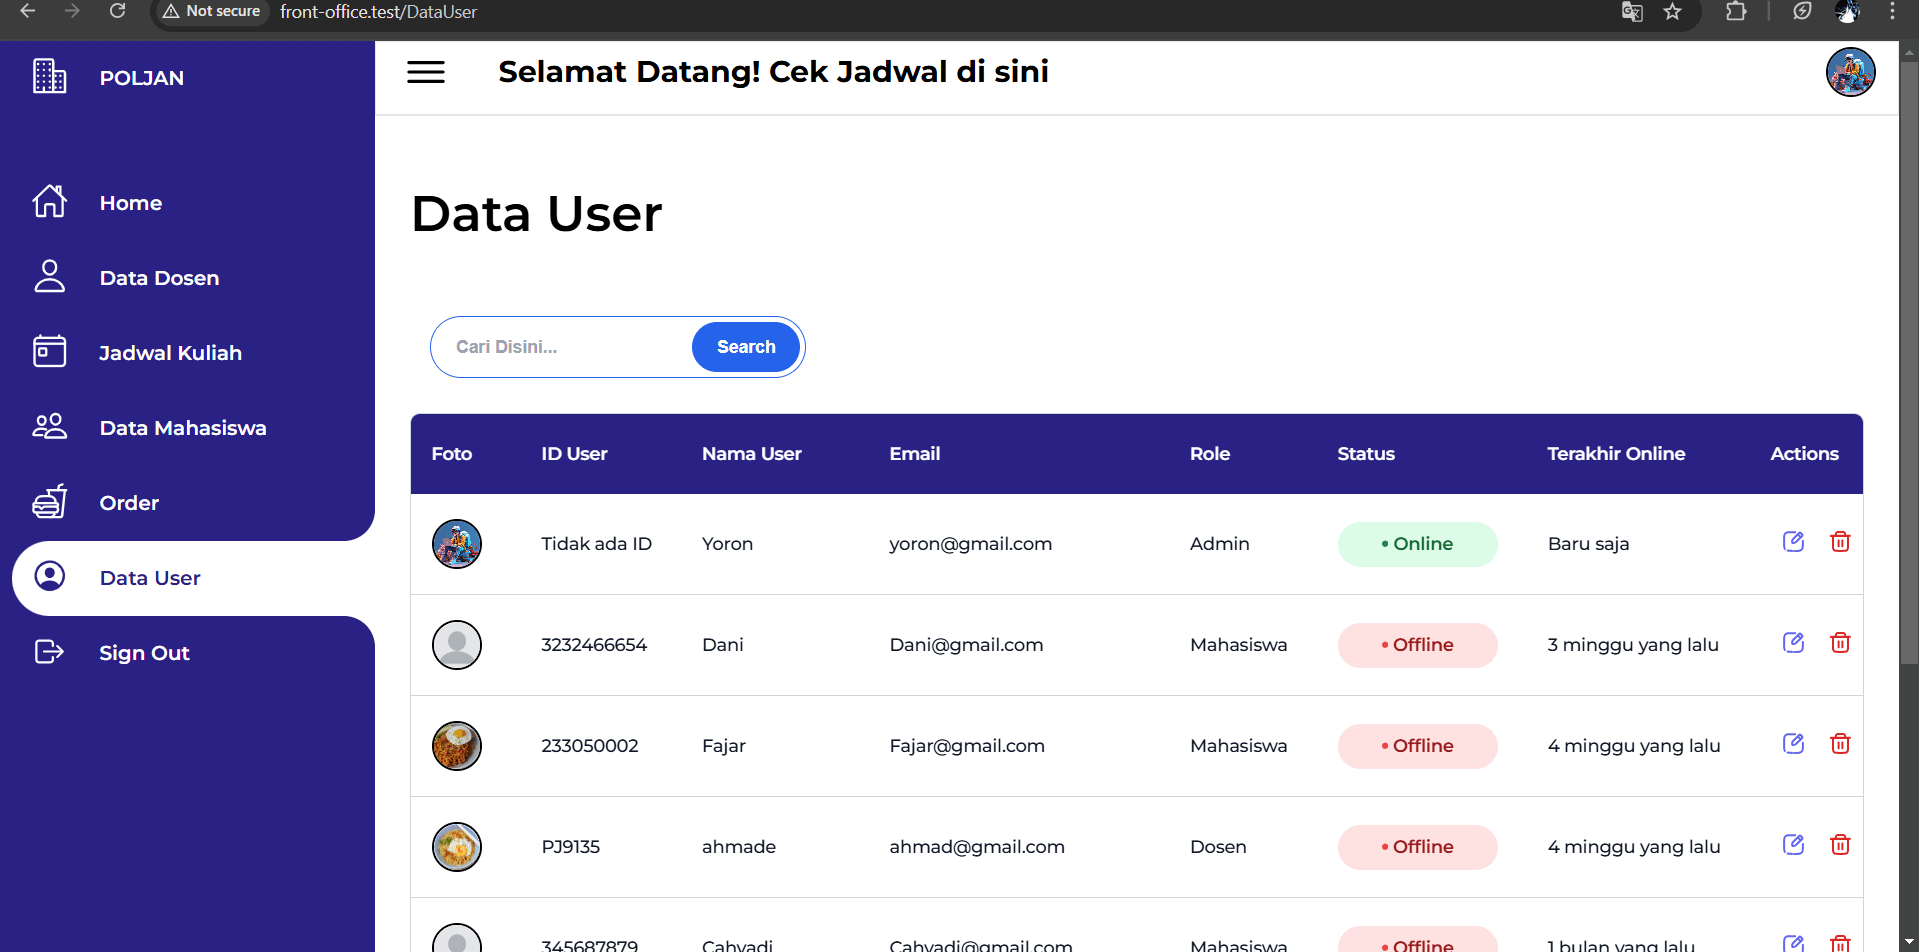 Not secure front-office.test/DataUser
POLJAN
Selamat Datang! Cek Jadwal di sini
Home
Data Dosen
Jadwal Kuliah
Data Mahasiswa
Order
Data User
Sign Out
Data User
Cari Disini... Search
Foto ID User Nama User Email Role Status Terakhir Online Actions
Tidak ada ID Yoron yoron@gmail.com Admin • Online Baru saja
3232466654 Dani Dani@gmail.com Mahasiswa • Offline 3 minggu yang lalu
233050002 Fajar Fajar@gmail.com Mahasiswa • Offline 4 minggu yang lalu
PJ9135 ahmade ahmad@gmail.com Dosen • Offline 4 minggu yang lalu
345687879 Cahyadi Cahyadi@gmail.com Mahasiswa • Offline 1 bulan yang lalu